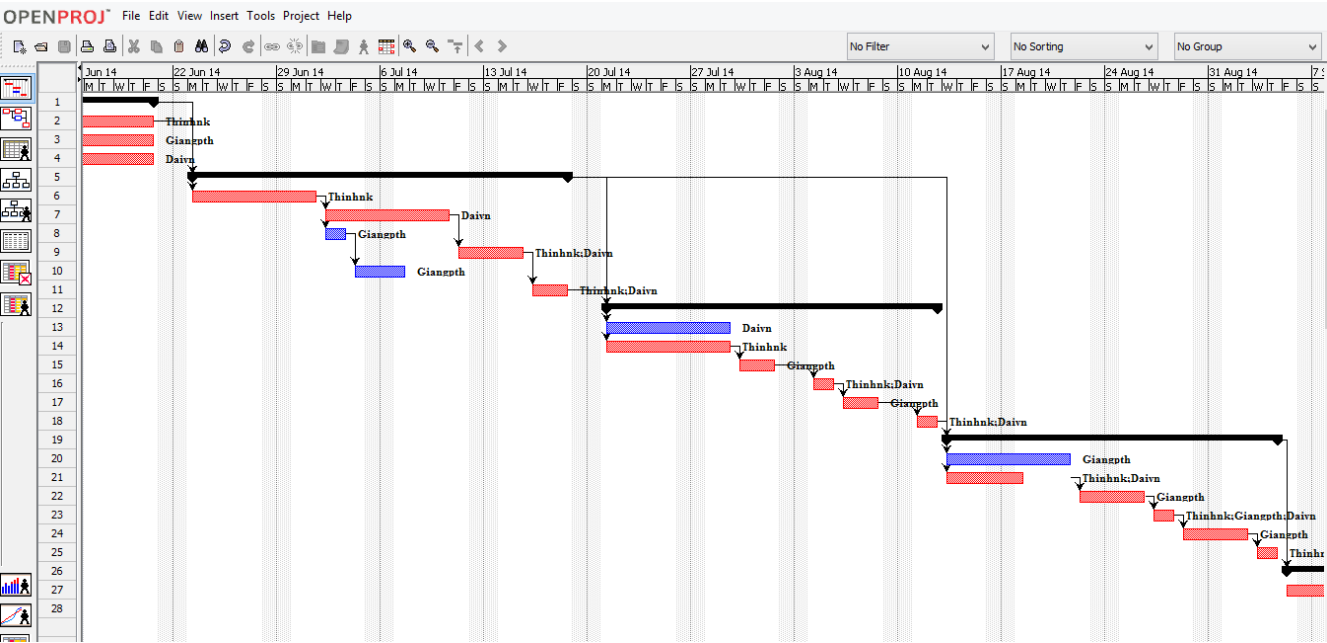 OPENPROJ™ File Edit View Insert Tools Project Help
No Filter No Sorting No Group
Jun 14 22 Jun 14 29 Jun 14 6 Jul 14 13 Jul 14 20 Jul 14 27 Jul 14 3 Aug 14 10 Aug 14 17 Aug 14 24 Aug 14 31 Aug 14 7 S
M T W T F S S M T W T F S S M T W T F S S M T W T F S S M T W T F S S M T W T F S S M T W T F S S M T W T F S S M T W T F S S M T W T F S S M T W T F S S M T W T F S S
1
2 Thinhnk
3 Giangpth
4 Daivn
5
6 Thinhnk
7 Daivn
8 Giangpth
9 Thinhnk;Daivn
10 Giangpth
11 Thinhnk;Daivn
12
13 Daivn
14 Thinhnk
15 Giangpth
16 Thinhnk;Daivn
17 Giangpth
18 Thinhnk;Daivn
19
20 Giangpth
21 Thinhnk;Daivn
22 Giangpth
23 Thinhnk;Giangpth;Daivn
24 Giangpth
25 Thinhn
26
27
28